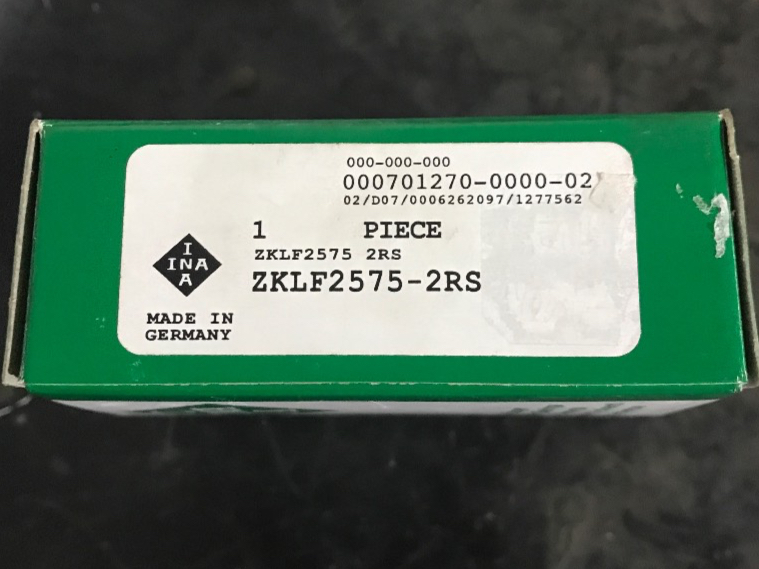 000-000-000
000701270-0000-02
02/D07/0006262097/1277562
1 PIECE
ZKLF2575 2RS
ZKLF2575-2RS
INA
INA
MADE IN
GERMANY